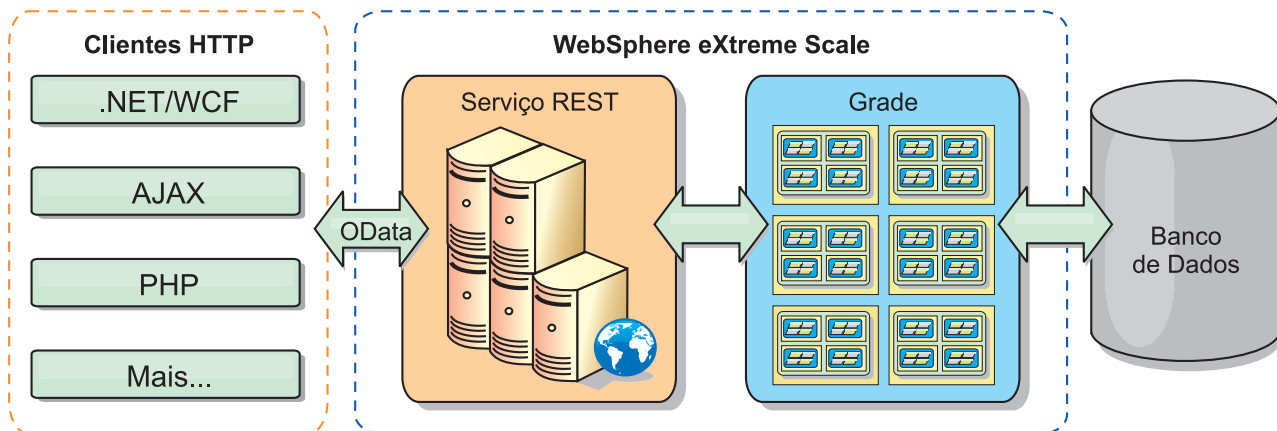 Clientes HTTP
.NET/WCF
AJAX
PHP
Mais...
OData
WebSphere eXtreme Scale
Serviço REST
Grade
Banco
de Dados